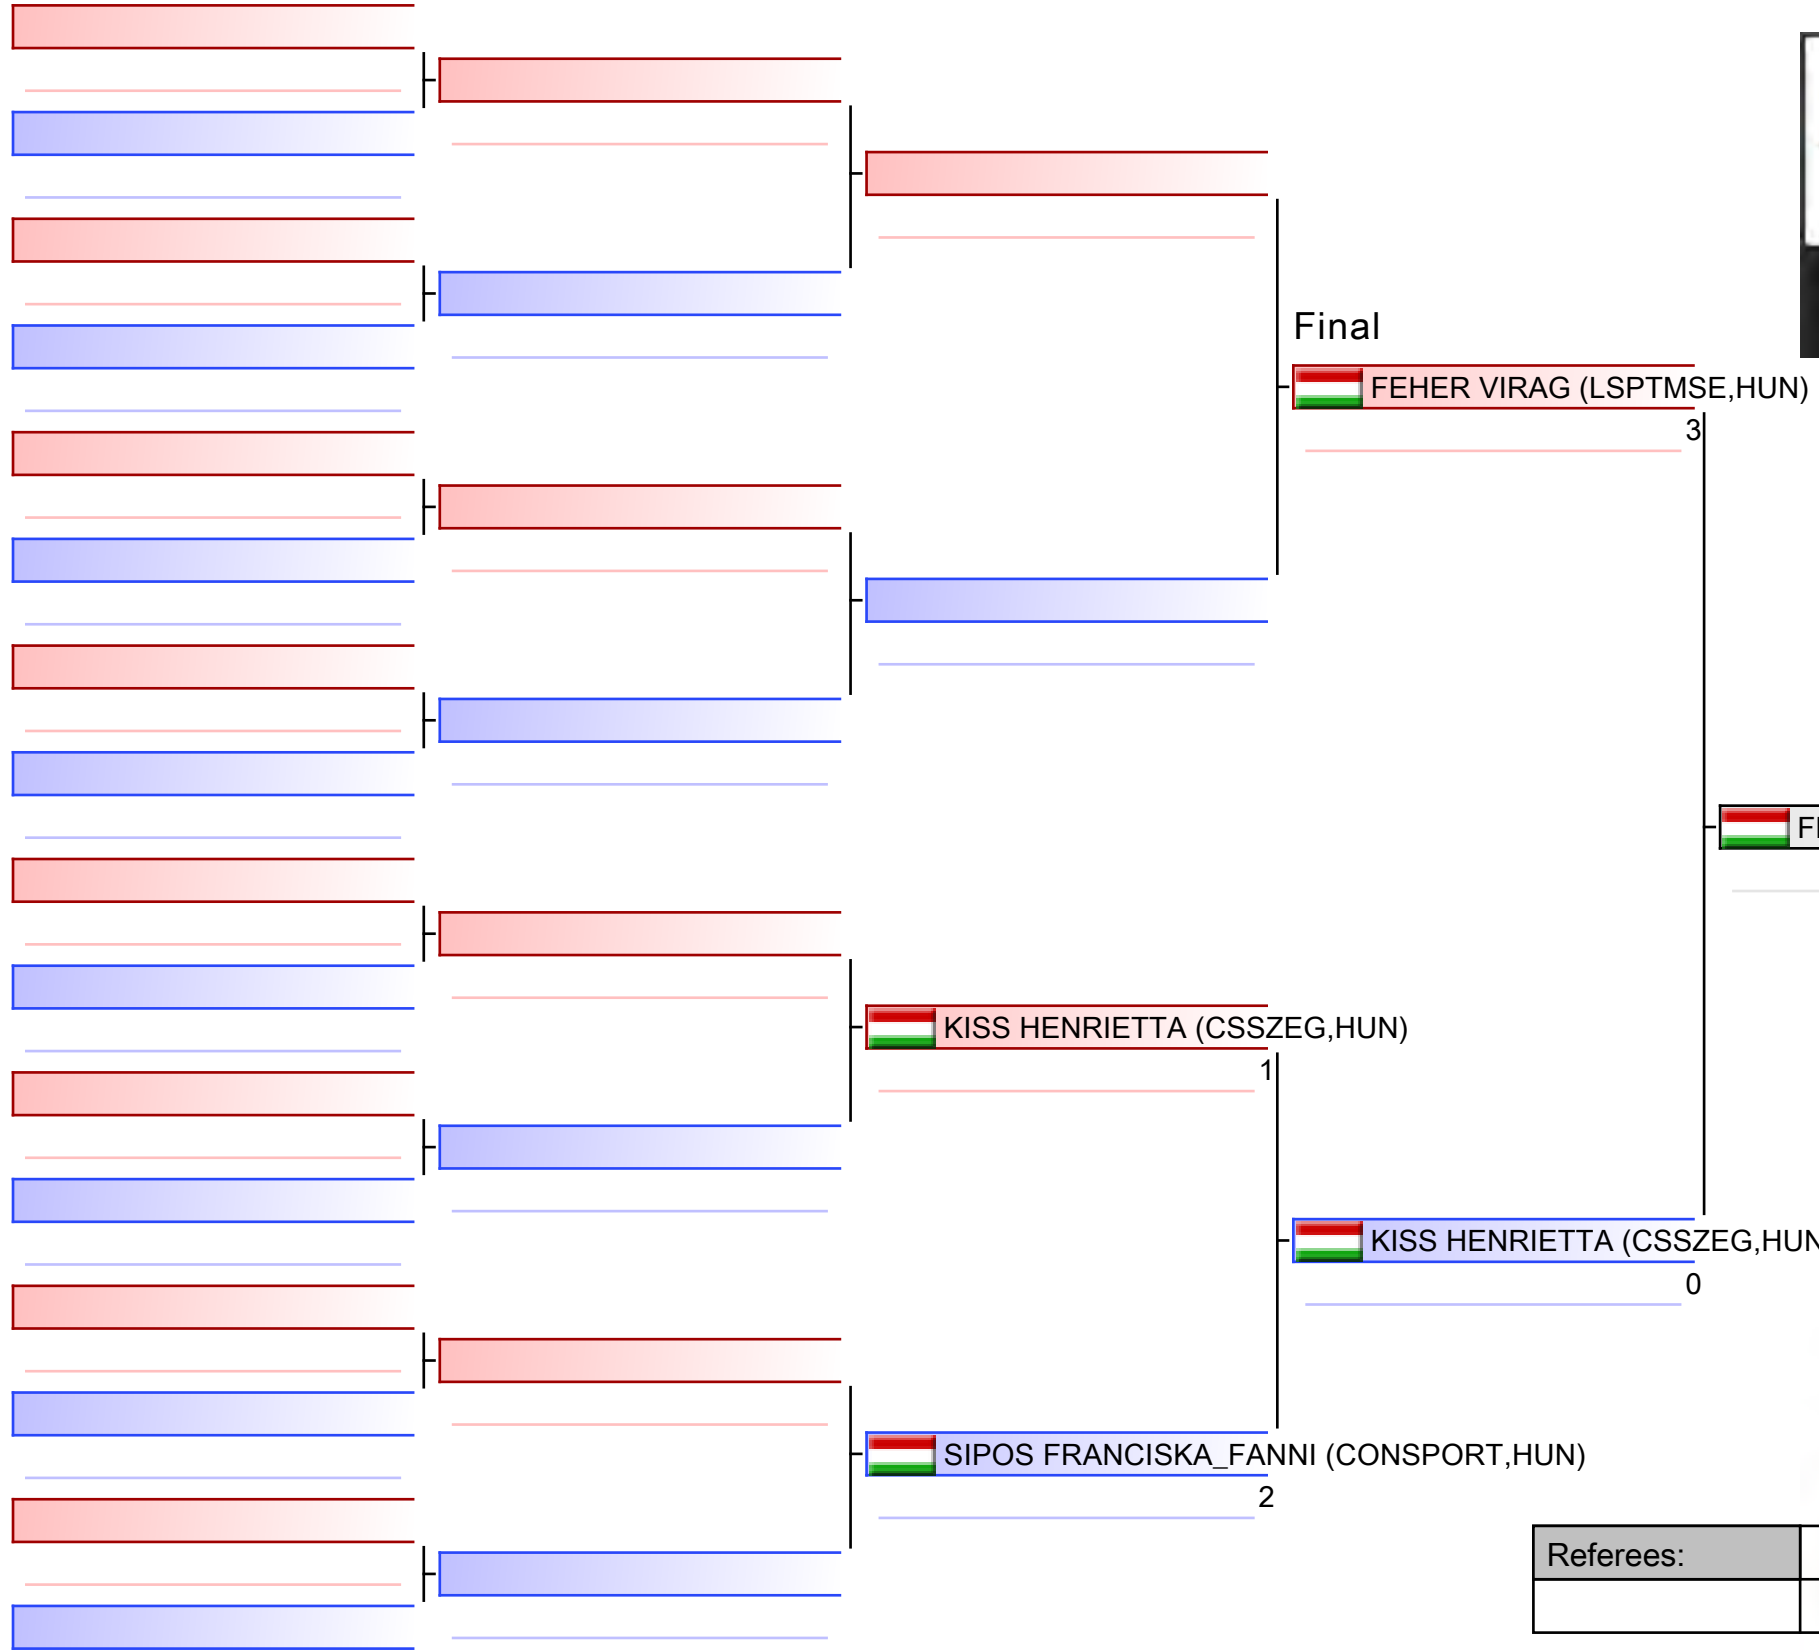 Final
FEHER VIRAG (LSPTMSE,HUN)
3
KISS HENRIETTA (CSSZEG,HUN)
1
KISS HENRIETTA (CSSZEG,HUN
0
SIPOS FRANCISKA_FANNI (CONSPORT,HUN)
2
Referees: